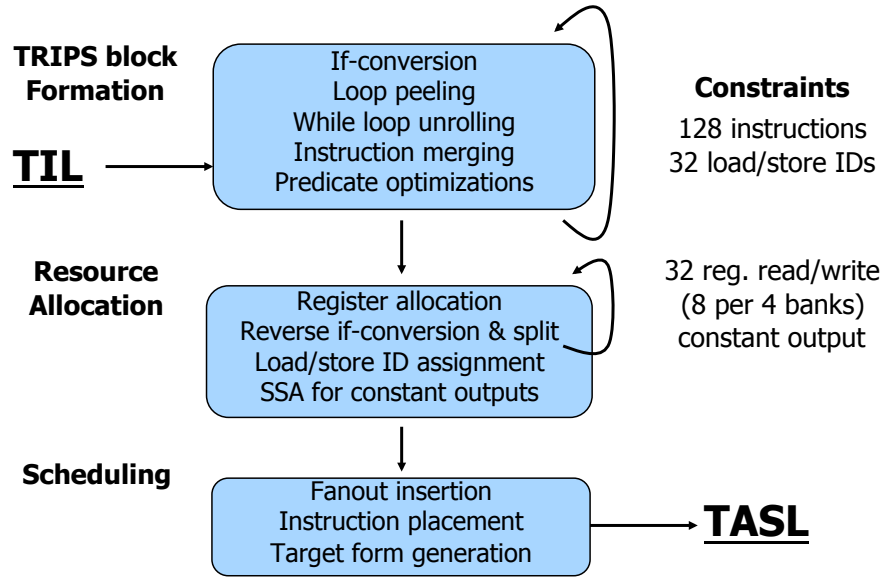 TRIPS block
Formation
If-conversion
Loop peeling
While loop unrolling
Instruction merging
Predicate optimizations
Constraints
128 instructions
32 load/store IDs
TIL
Resource
Allocation
Register allocation
Reverse if-conversion & split
Load/store ID assignment
SSA for constant outputs
32 reg. read/write
(8 per 4 banks)
constant output
Scheduling
Fanout insertion
Instruction placement
Target form generation
TASL